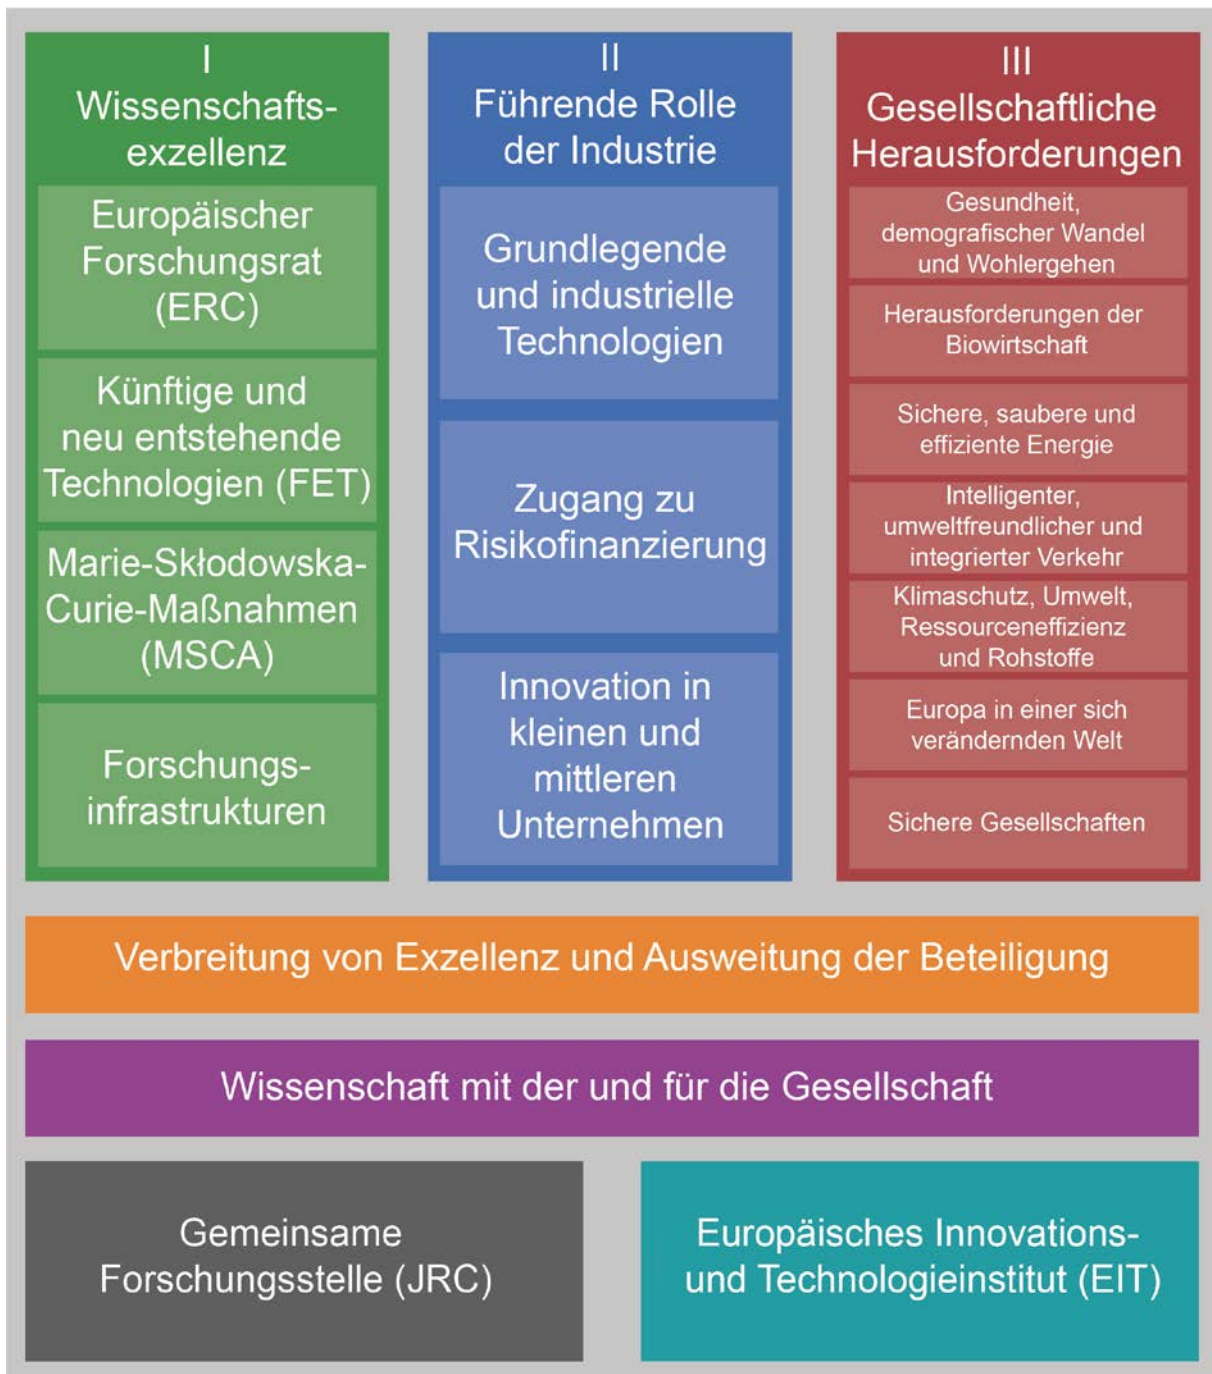 I
Wissenschafts-
exzellenz
Europäischer
Forschungsrat
(ERC)
Künftige und
neu entstehende
Technologien (FET)
Marie-Skłodowska-
Curie-Maßnahmen
(MSCA)
Forschungs-
infrastrukturen
II
Führende Rolle
der Industrie
Grundlegende
und industrielle
Technologien
Zugang zu
Risikofinanzierung
Innovation in
kleinen und
mittleren
Unternehmen
III
Gesellschaftliche
Herausforderungen
Gesundheit,
demografischer Wandel
und Wohlergehen
Herausforderungen der
Biowirtschaft
Sichere, saubere und
effiziente Energie
Intelligenter,
umweltfreundlicher und
integrierter Verkehr
Klimaschutz, Umwelt,
Ressourceneffizienz
und Rohstoffe
Europa in einer sich
verändernden Welt
Sichere Gesellschaften
Verbreitung von Exzellenz und Ausweitung der Beteiligung
Wissenschaft mit der und für die Gesellschaft
Gemeinsame
Forschungsstelle (JRC)
Europäisches Innovations-
und Technologieinstitut (EIT)